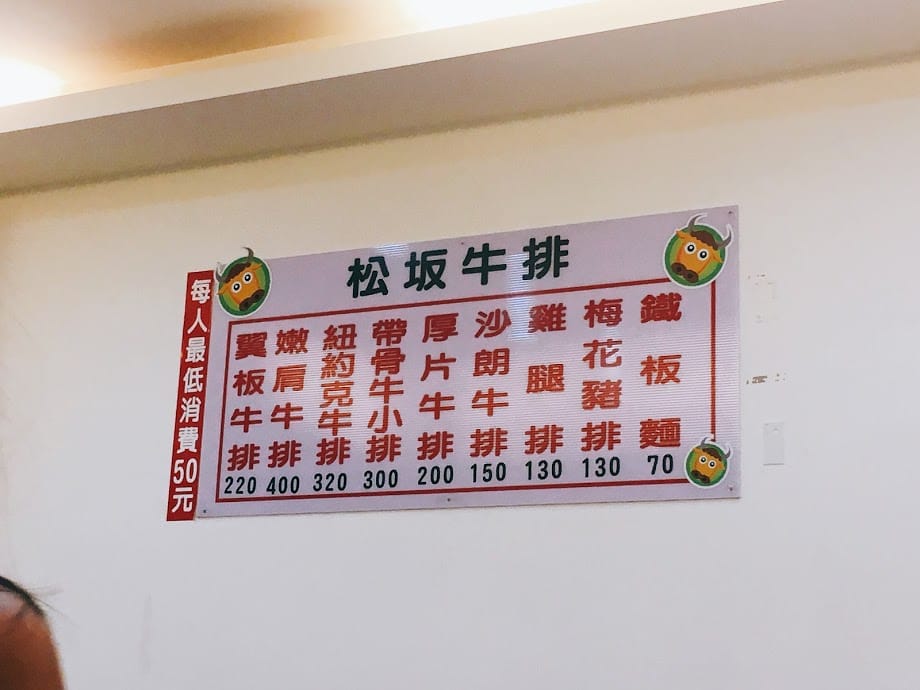 松坂牛排
鐵板麵
70
梅花豬排
130
雞腿排
130
沙朗牛排
150
厚片牛排
200
帶骨牛小排
300
紐約克牛排
320
嫩肩牛排
400
翼板牛排
220
每人最低消費50元